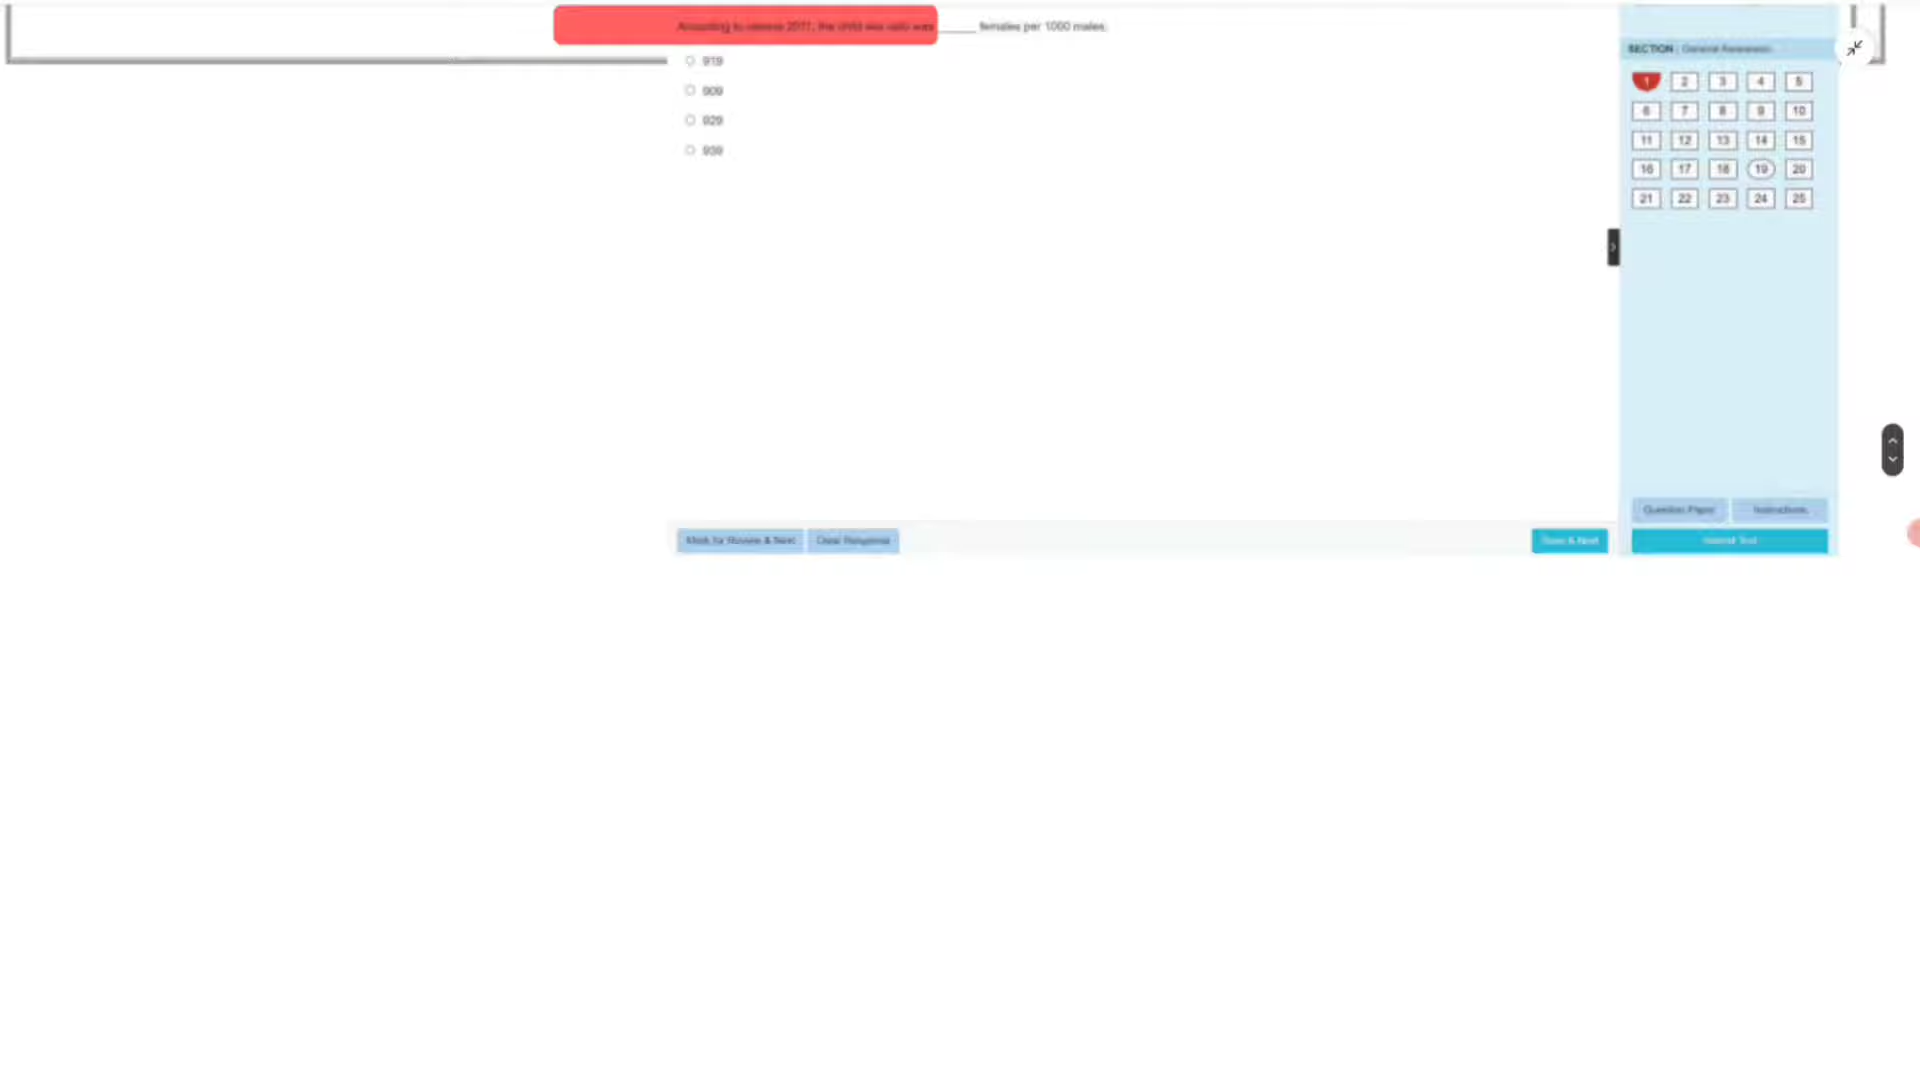 According to census 2011, the child sex ratio was _____ females per 1000 males.
919
909
929
939
Mark for Review & Next
Clear Response
Save & Next
SECTION : General Awareness
1 2 3 4 5
6 7 8 9 10
11 12 13 14 15
16 17 18 19 20
21 22 23 24 25
Question Paper
Instructions
Submit Test